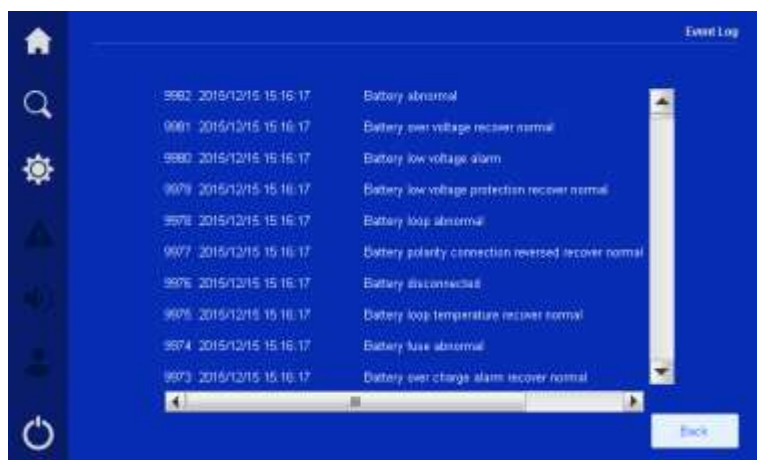 Event Log
9982 2015/12/15 15:16:17 Battery abnormal
9981 2015/12/15 15:16:17 Battery over voltage recover normal
9980 2015/12/15 15:16:17 Battery low voltage alarm
9979 2015/12/15 15:16:17 Battery low voltage protection recover normal
9978 2015/12/15 15:16:17 Battery loop abnormal
9977 2015/12/15 15:16:17 Battery polarity connection reversed recover normal
9976 2015/12/15 15:16:17 Battery disconnected
9975 2015/12/15 15:16:17 Battery loop temperature recover normal
9974 2015/12/15 15:16:17 Battery fuse abnormal
9973 2015/12/15 15:16:17 Battery over charge alarm recover normal
Back